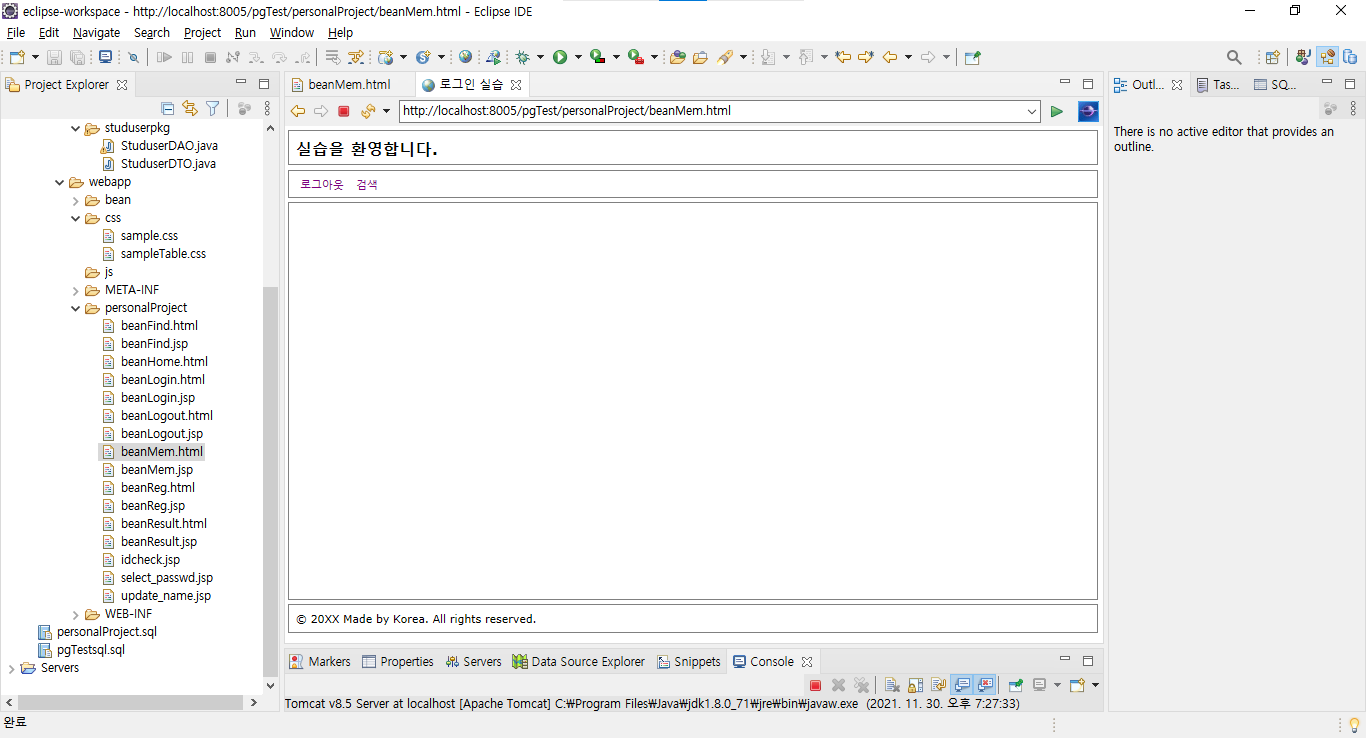 eclipse-workspace - http://localhost:8005/pgTest/personalProject/beanMem.html - Eclipse IDE
File Edit Navigate Search Project Run Window Help
Project Explorer
studuserpkg
StuduserDAO.java
StuduserDTO.java
webapp
bean
css
sample.css
sampleTable.css
js
META-INF
personalProject
beanFind.html
beanFind.jsp
beanHome.html
beanLogin.html
beanLogin.jsp
beanLogout.html
beanLogout.jsp
beanMem.html
beanMem.jsp
beanReg.html
beanReg.jsp
beanResult.html
beanResult.jsp
idcheck.jsp
select_passwd.jsp
update_name.jsp
WEB-INF
personalProject.sql
pgTestsql.sql
Servers
beanMem.html 로그인 실습
http://localhost:8005/pgTest/personalProject/beanMem.html
실습을 환영합니다.
로그아웃 검색
© 20XX Made by Korea. All rights reserved.
Markers Properties Servers Data Source Explorer Snippets Console
Tomcat v8.5 Server at localhost [Apache Tomcat] C:₩Program Files₩Java₩jdk1.8.0_71₩jre₩bin₩javaw.exe (2021. 11. 30. 오후 7:27:33)
Outl... Tas... SQ...
There is no active editor that provides an
outline.
완료